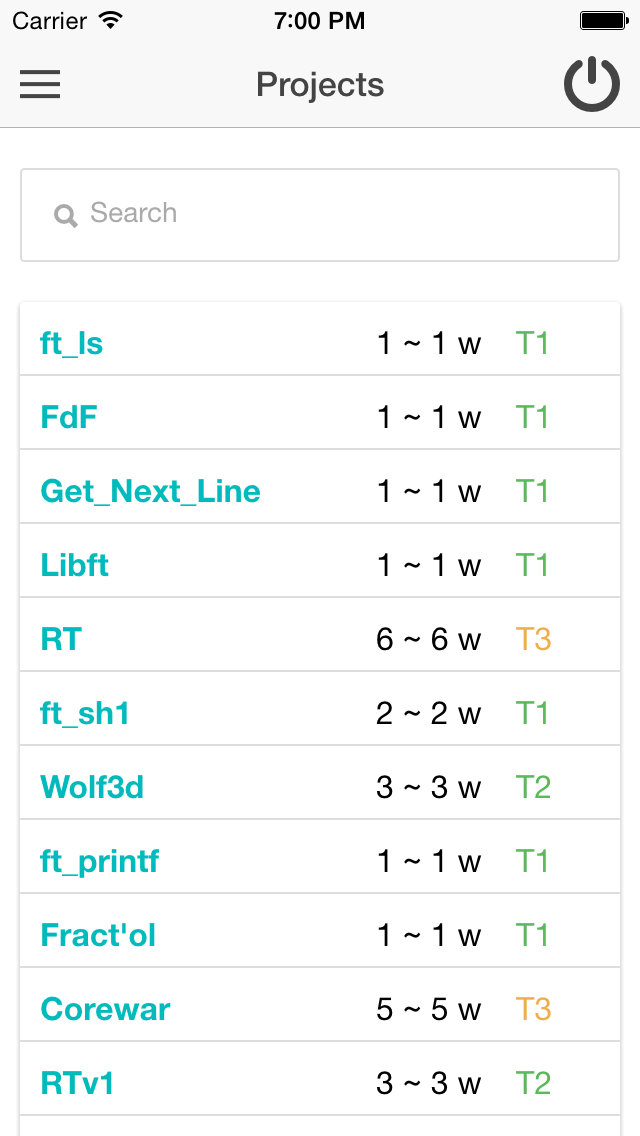 Carrier 7:00 PM
Projects
Search
ft_ls 1 ~ 1 w T1
FdF 1 ~ 1 w T1
Get_Next_Line 1 ~ 1 w T1
Libft 1 ~ 1 w T1
RT 6 ~ 6 w T3
ft_sh1 2 ~ 2 w T1
Wolf3d 3 ~ 3 w T2
ft_printf 1 ~ 1 w T1
Fract'ol 1 ~ 1 w T1
Corewar 5 ~ 5 w T3
RTv1 3 ~ 3 w T2